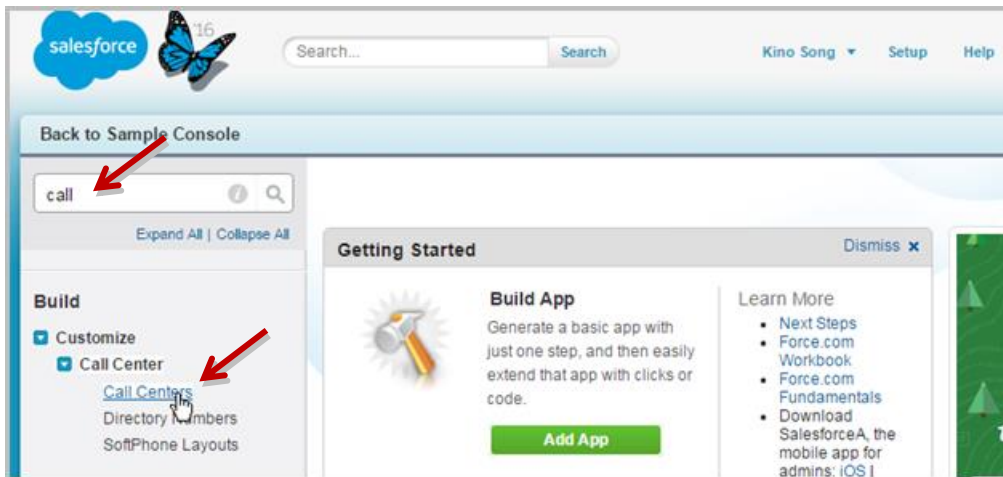 salesforce
'16
Search...
Search
Kino Song
Setup
Help
Back to Sample Console
call
Expand All | Collapse All
Build
Customize
Call Center
Call Centers
Directory Numbers
SoftPhone Layouts
Getting Started
Dismiss x
Build App
Generate a basic app with
just one step, and then easily
extend that app with clicks or
code.
Add App
Learn More
• Next Steps
• Force.com
Workbook
• Force.com
Fundamentals
• Download
SalesforceA, the
mobile app for
admins: iOS |